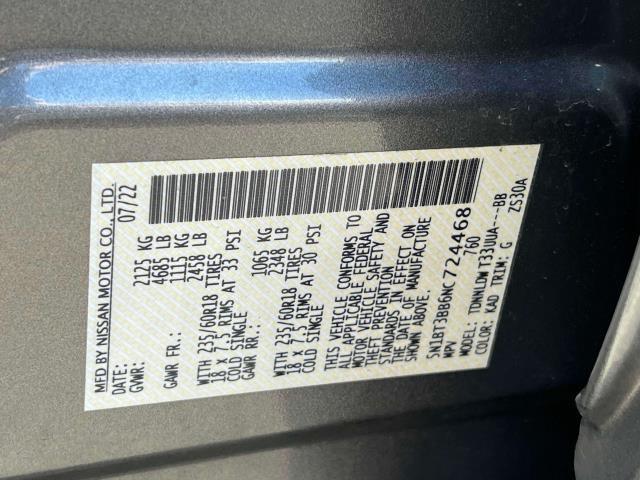 MFD BY NISSAN MOTOR CO., LTD.
DATE: 07/22
GVWR: 2125 KG
4685 LB
GAWR FR.: 1115 KG
2458 LB
WITH 235/60R18 TIRES
18 x 7.5 RIMS AT 33 PSI
COLD SINGLE
GAWR RR: 1065 KG
2348 LB
WITH 235/60R18 TIRES
18 x 7.5 RIMS AT 30 PSI
COLD SINGLE
THIS VEHICLE CONFORMS TO
ALL APPLICABLE FEDERAL
MOTOR VEHICLE SAFETY AND
THEFT PREVENTION
STANDARDS IN EFFECT ON
THE DATE OF MANUFACTURE
SHOWN ABOVE.
5N1BT3BB6NC724468
MPV 760
MODEL: TDNNLDW T33UUA---BB
COLOR: KAD TRIM: G ZS30A